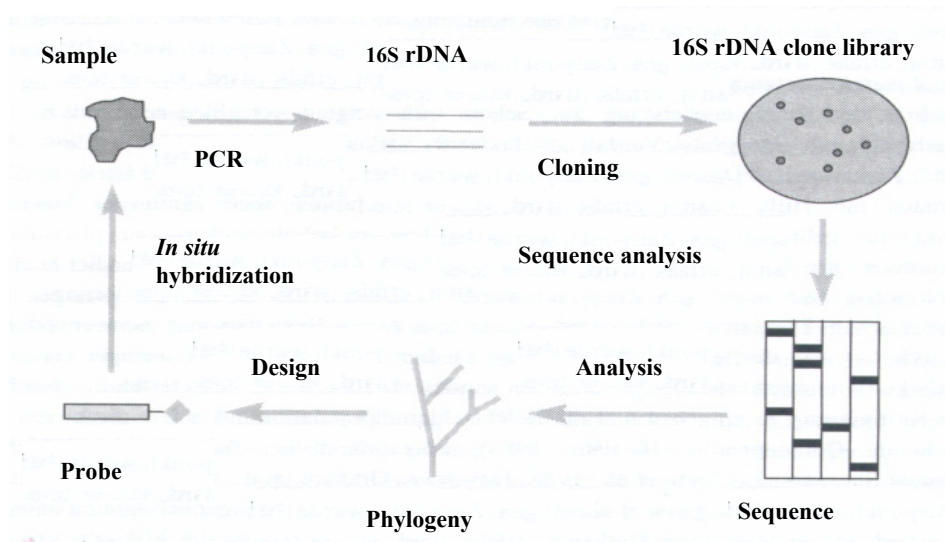 Sample
16S rDNA
16S rDNA clone library
PCR
Cloning
In situ
hybridization
Sequence analysis
Design
Analysis
Probe
Phylogeny
Sequence